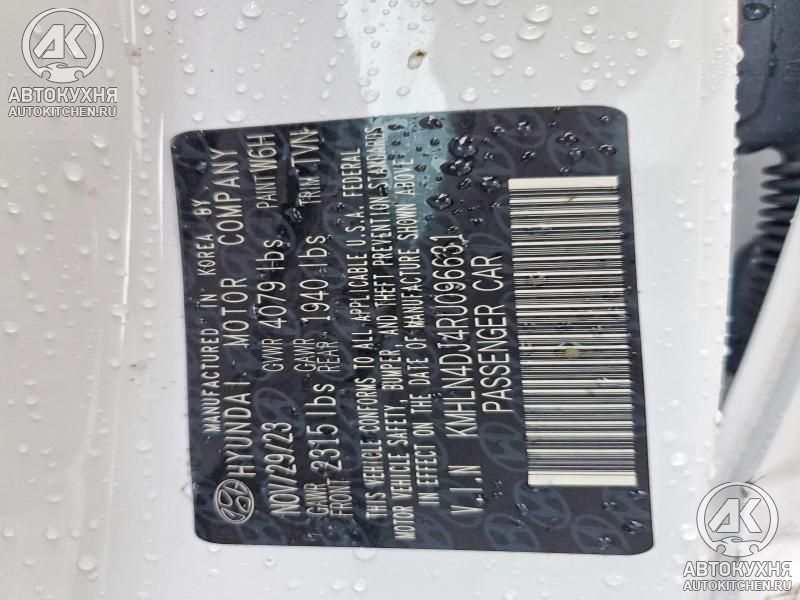 АВТОКУХНЯ
AUTOKITCHEN.RU
MANUFACTURED IN KOREA BY
HYUNDAI MOTOR COMPANY
NOV/29/23 GVWR 4079 lbs PAINT W6H
GAWR FRONT 2315 lbs GAWR REAR 1940 lbs TRIM TVN
THIS VEHICLE CONFORMS TO ALL APPLICABLE U.S.A. FEDERAL
MOTOR VEHICLE SAFETY, BUMPER AND THEFT PREVENTION STANDARDS
IN EFFECT ON THE DATE OF MANUFACTURE SHOWN ABOVE
V.I.N KMHLN4DJ4RU096631
PASSENGER CAR
АВТОКУХНЯ
AUTOKITCHEN.RU